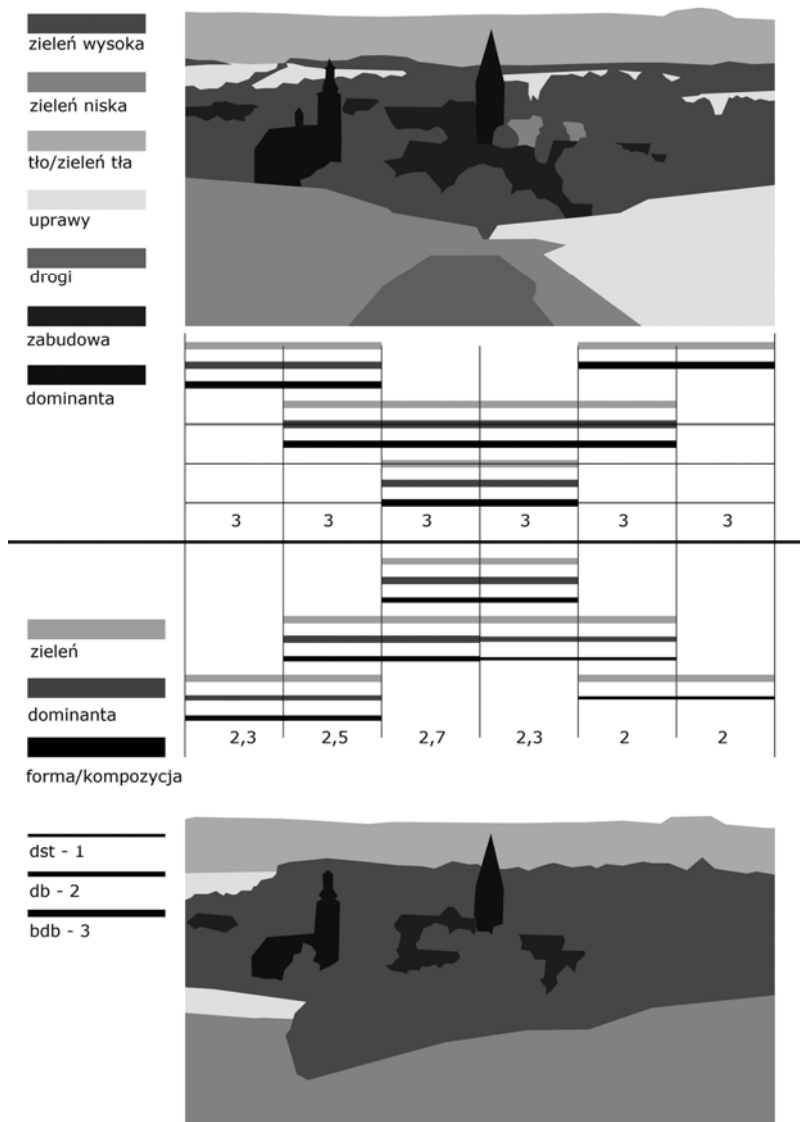 zieleń wysoka
zieleń niska
tło/zieleń tła
uprawy
drogi
zabudowa
dominanta
3 3 3 3 3 3
zieleń
dominanta
forma/kompozycja
2,3 2,5 2,7 2,3 2 2
dst - 1
db - 2
bdb - 3